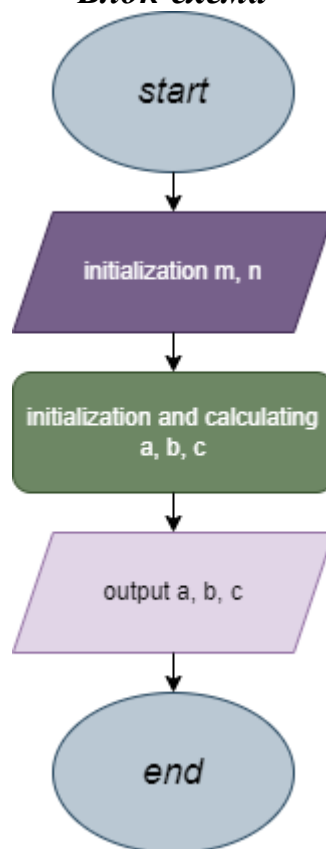 Блок-схема
start
initialization m, n
initialization and calculating
a, b, c
output a, b, c
end